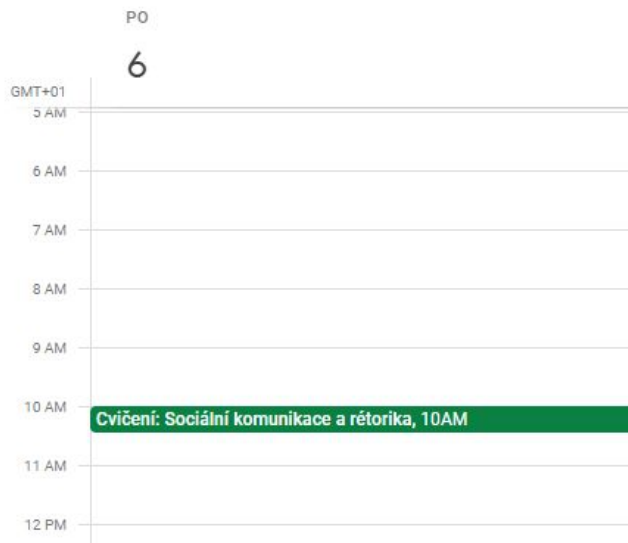 PO
6
GMT+01
5 AM
6 AM
7 AM
8 AM
9 AM
10 AM
Cvičení: Sociální komunikace a rétorika, 10AM
11 AM
12 PM